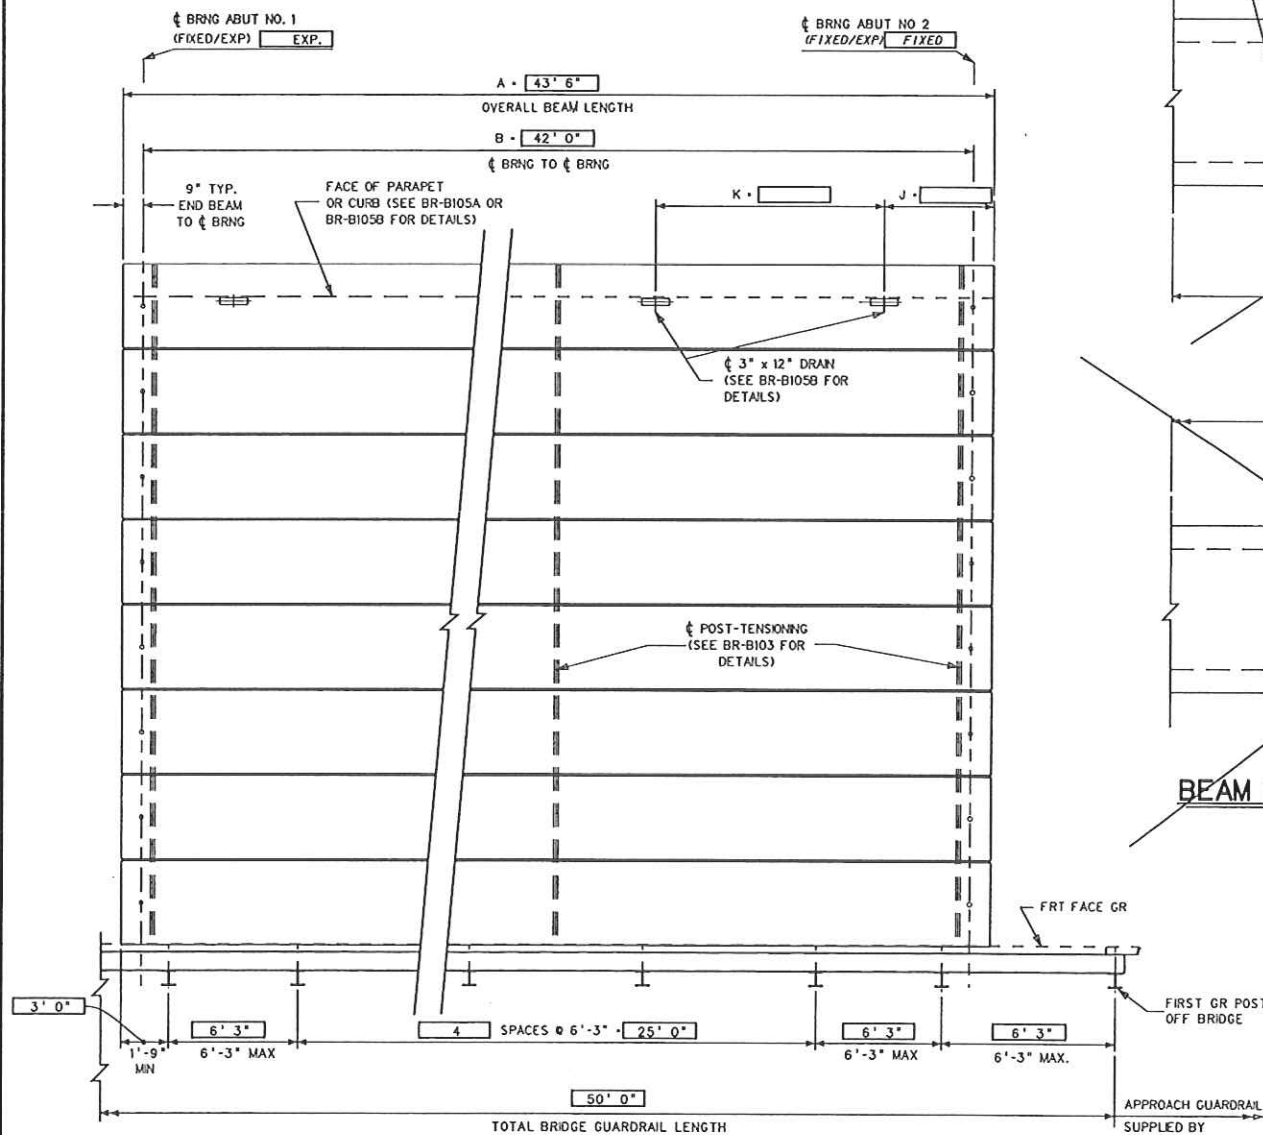 ℄ BRNG ABUT NO. 1
(FIXED/EXP) EXP.
℄ BRNG ABUT NO 2
(FIXED/EXP) FIXED
A - 43' 6"
OVERALL BEAM LENGTH
B - 42' 0"
℄ BRNG TO ℄ BRNG
9" TYP.
END BEAM
TO ℄ BRNG
FACE OF PARAPET
OR CURB (SEE BR-B105A OR
BR-B105B FOR DETAILS)
K -
J -
℄ 3" x 12" DRAIN
(SEE BR-B105B FOR
DETAILS)
℄ POST-TENSIONING
(SEE BR-B103 FOR
DETAILS)
BEAM
FRT FACE GR
FIRST GR POST
OFF BRIDGE
3' 0"
1'-9"
MIN
6' 3"
6'-3" MAX
4 SPACES @ 6'-3" - 25' 0"
6' 3"
6'-3" MAX
6' 3"
6'-3" MAX.
50' 0"
TOTAL BRIDGE GUARDRAIL LENGTH
APPROACH GUARDRAIL
SUPPLIED BY